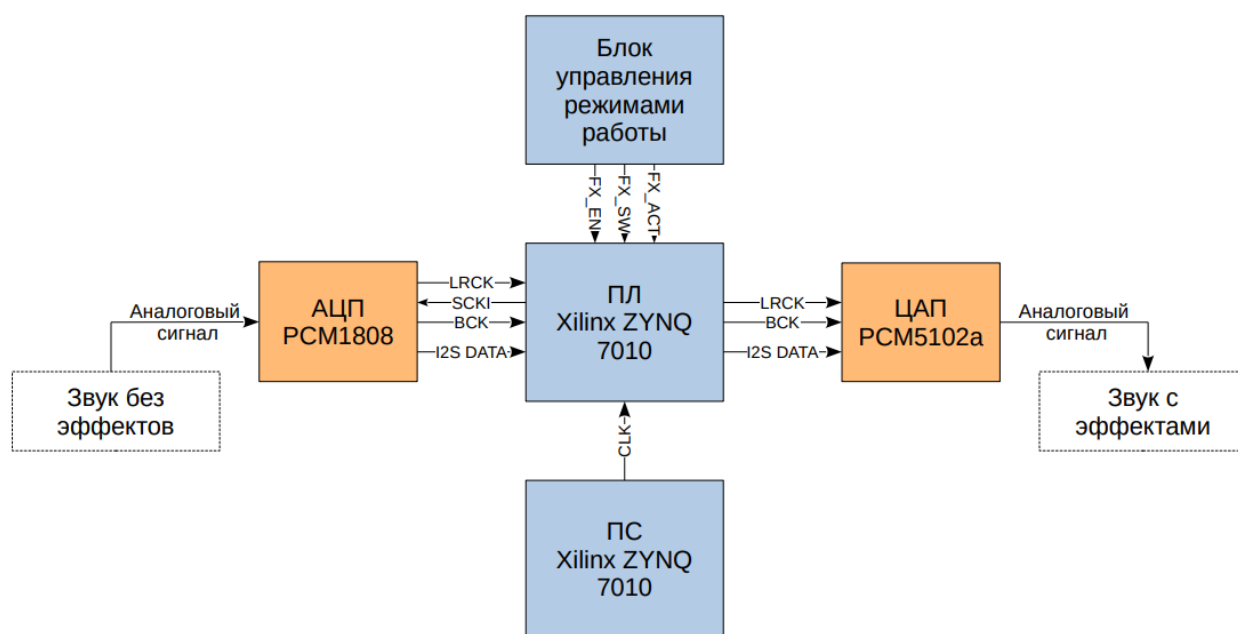 Блок
управления
режимами
работы
FX_EN
FX_SW
FX_ACT
Аналоговый
сигнал
АЦП
PCM1808
LRCK
SCKI
BCK
I2S DATA
ПЛ
Xilinx ZYNQ
7010
LRCK
BCK
I2S DATA
ЦАП
PCM5102a
Аналоговый
сигнал
Звук без
эффектов
Звук с
эффектами
CLK
ПС
Xilinx ZYNQ
7010